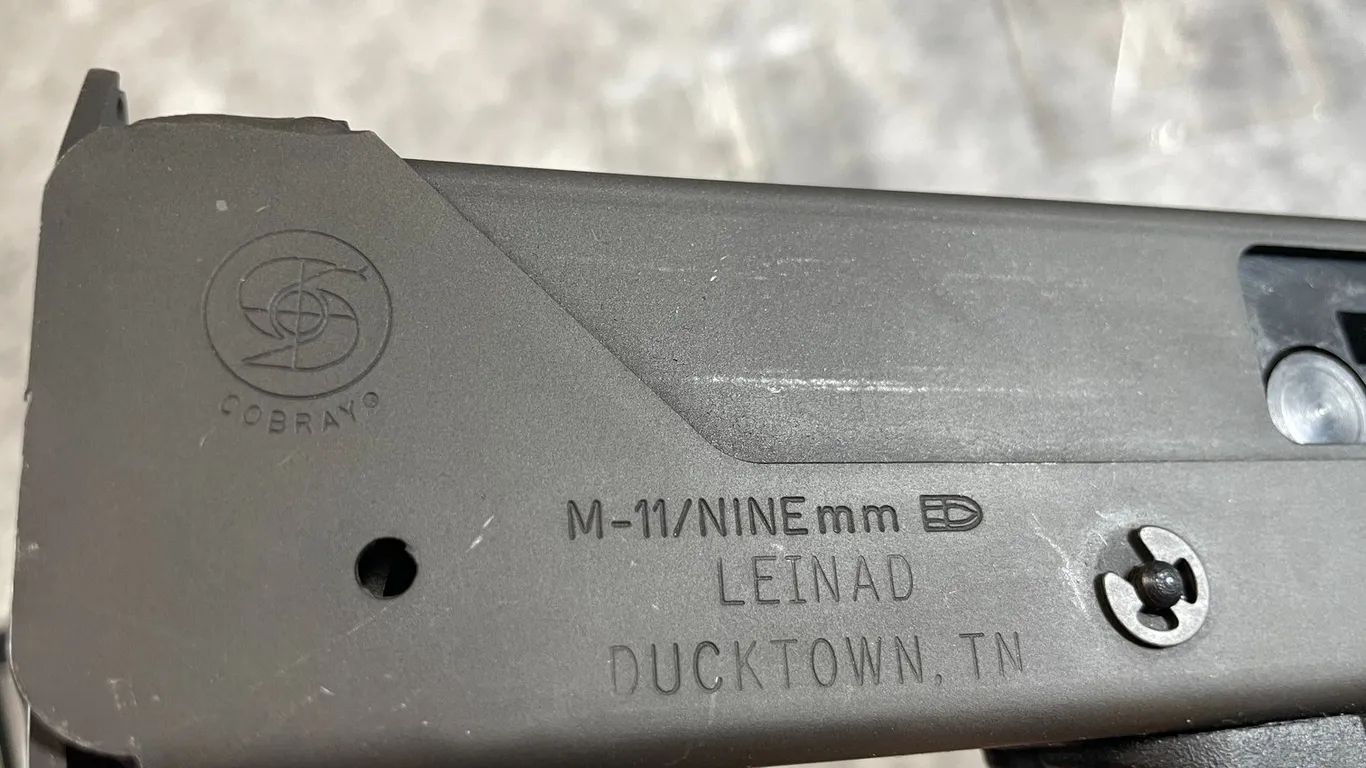 COBRAY®
M-11/NINEmm
LEINAD
DUCKTOWN, TN